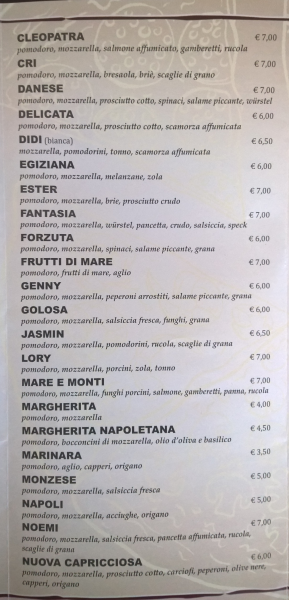 CLEOPATRA €7,00
pomodoro, mozzarella, salmone affumicato, gamberetti, rucola
CRI €7,00
pomodoro, mozzarella, bresaola, briè, scaglie di grano
DANESE €7,00
pomodoro, mozzarella, prosciutto cotto, spinaci, salame piccante, würstel
DELICATA €6,00
pomodoro, mozzarella, prosciutto cotto, scamorza affumicata
DIDI (bianca) €6,50
mozzarella, pomodorini, tonno, scamorza affumicata
EGIZIANA €6,00
pomodoro, mozzarella, melanzane, zola
ESTER €7,00
pomodoro, mozzarella, brie, prosciutto crudo
FANTASIA €7,00
pomodoro, mozzarella, würstel, pancetta, crudo, salsiccia, speck
FORZUTA €6,00
pomodoro, mozzarella, spinaci, salame piccante, grana
FRUTTI DI MARE €7,00
pomodoro, frutti di mare, aglio
GENNY €6,00
pomodoro, mozzarella, peperoni arrostiti, salame piccante, grana
GOLOSA €6,00
pomodoro, mozzarella, salsiccia fresca, funghi, grana
JASMIN €6,50
pomodoro, mozzarella, pomodorini, rucola, scaglie di grana
LORY €7,00
pomodoro, mozzarella, porcini, zola, tonno
MARE E MONTI €7,00
pomodoro, mozzarella, funghi porcini, salmone, gamberetti, panna, rucola
MARGHERITA €4,00
pomodoro, mozzarella
MARGHERITA NAPOLETANA €4,50
pomodoro, bocconcini di mozzarella, olio d'oliva e basilico
MARINARA €3,50
pomodoro, aglio, capperi, origano
MONZESE €5,00
pomodoro, mozzarella, salsiccia fresca
NAPOLI €5,00
pomodoro, mozzarella, acciughe, origano
NOEMI €7,00
pomodoro, mozzarella, salsiccia fresca, pancetta affumicata, rucola,
scaglie di grana
NUOVA CAPRICCIOSA €6,00
pomodoro, mozzarella, prosciutto cotto, carciofi, peperoni, olive nere,
capperi, origano